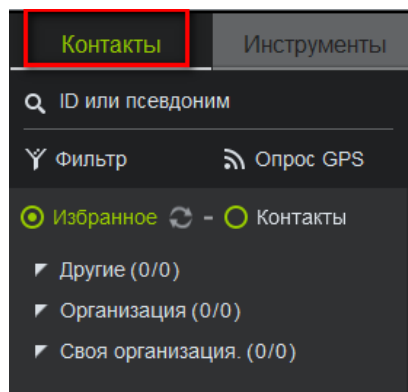 Контакты Инструменты
ID или псевдоним
Фильтр Опрос GPS
Избранное - Контакты
Другие (0/0)
Организация (0/0)
Своя организация. (0/0)